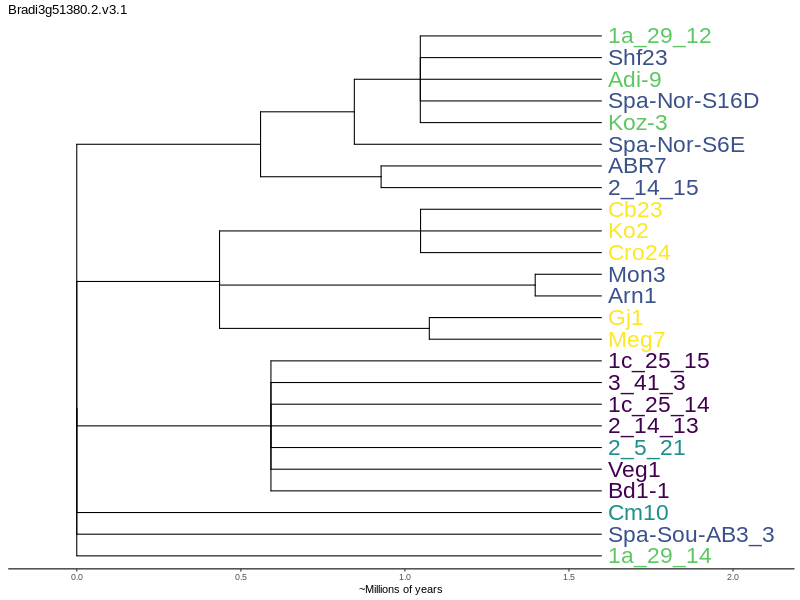 Bradi3g51380.2.v3.1
1a_29_12
Shf23
Adi-9
Spa-Nor-S16D
Koz-3
Spa-Nor-S6E
ABR7
2_14_15
Cb23
Ko2
Cro24
Mon3
Arn1
Gj1
Meg7
1c_25_15
3_41_3
1c_25_14
2_14_13
2_5_21
Veg1
Bd1-1
Cm10
Spa-Sou-AB3_3
1a_29_14
0.0 0.5 1.0 1.5 2.0
~Millions of years